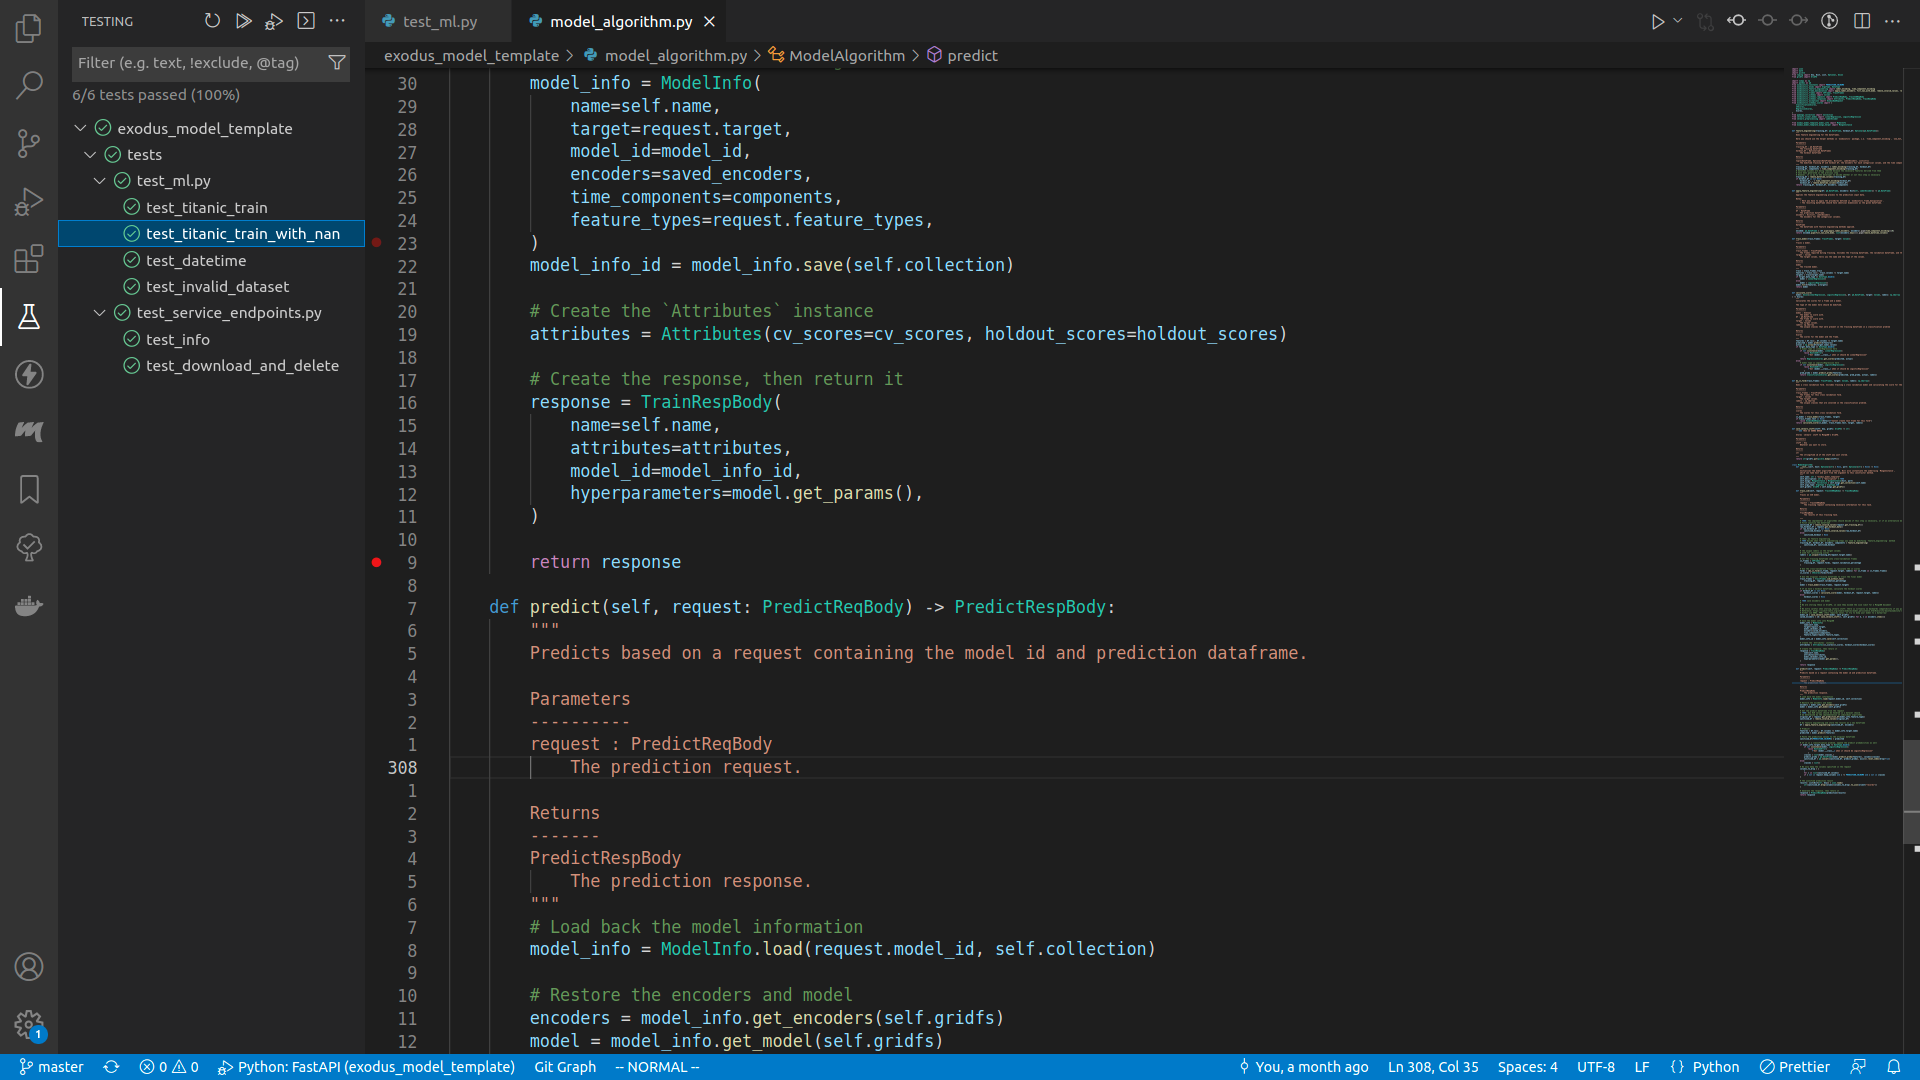 TESTING
Filter (e.g. text, !exclude, @tag)
6/6 tests passed (100%)
exodus_model_template
tests
test_ml.py
test_titanic_train
test_titanic_train_with_nan
test_datetime
test_invalid_dataset
test_service_endpoints.py
test_info
test_download_and_delete
1
test_ml.py
model_algorithm.py
exodus_model_template > model_algorithm.py > ModelAlgorithm > predict
30 model_info = ModelInfo(
29 name=self.name,
28 target=request.target,
27 model_id=model_id,
26 encoders=saved_encoders,
25 time_components=components,
24 feature_types=request.feature_types,
23 )
22 model_info_id = model_info.save(self.collection)
21
20 # Create the `Attributes` instance
19 attributes = Attributes(cv_scores=cv_scores, holdout_scores=holdout_scores)
18
17 # Create the response, then return it
16 response = TrainRespBody(
15 name=self.name,
14 attributes=attributes,
13 model_id=model_info_id,
12 hyperparameters=model.get_params(),
11 )
10
9 return response
8
7 def predict(self, request: PredictReqBody) -> PredictRespBody:
6 """
5 Predicts based on a request containing the model id and prediction dataframe.
4
3 Parameters
2 ----------
1 request : PredictReqBody
308 The prediction request.
1
2 Returns
3 -------
4 PredictRespBody
5 The prediction response.
6 """
7 # Load back the model information
8 model_info = ModelInfo.load(request.model_id, self.collection)
9
10 # Restore the encoders and model
11 encoders = model_info.get_encoders(self.gridfs)
12 model = model_info.get_model(self.gridfs)
master 0 0 Python: FastAPI (exodus_model_template) Git Graph -- NORMAL -- You, a month ago Ln 308, Col 35 Spaces: 4 UTF-8 LF {} Python Prettier